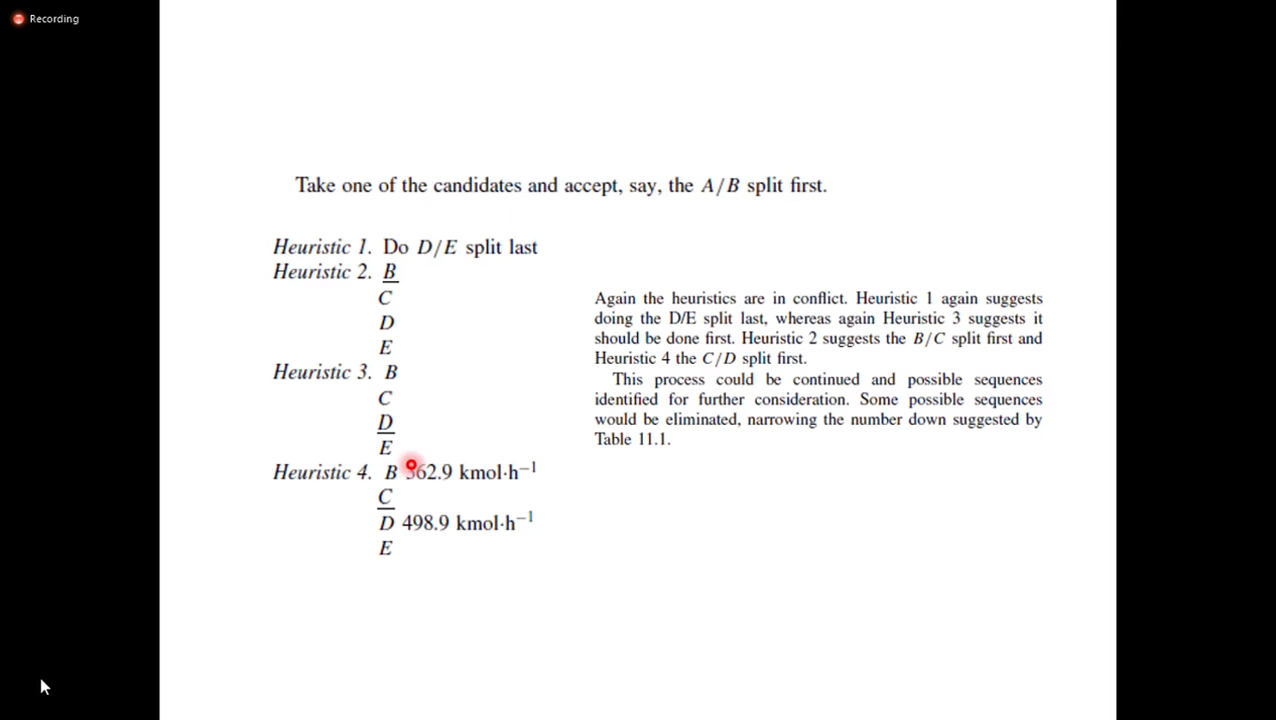 Recording
Take one of the candidates and accept, say, the A/B split first.
Heuristic 1. Do D/E split last
Heuristic 2. B
C
D
E
Heuristic 3. B
C
D
E
Heuristic 4. B 362.9 kmol·h⁻¹
C
D 498.9 kmol·h⁻¹
E
Again the heuristics are in conflict. Heuristic 1 again suggests
doing the D/E split last, whereas again Heuristic 3 suggests it
should be done first. Heuristic 2 suggests the B/C split first and
Heuristic 4 the C/D split first.
This process could be continued and possible sequences
identified for further consideration. Some possible sequences
would be eliminated, narrowing the number down suggested by
Table 11.1.